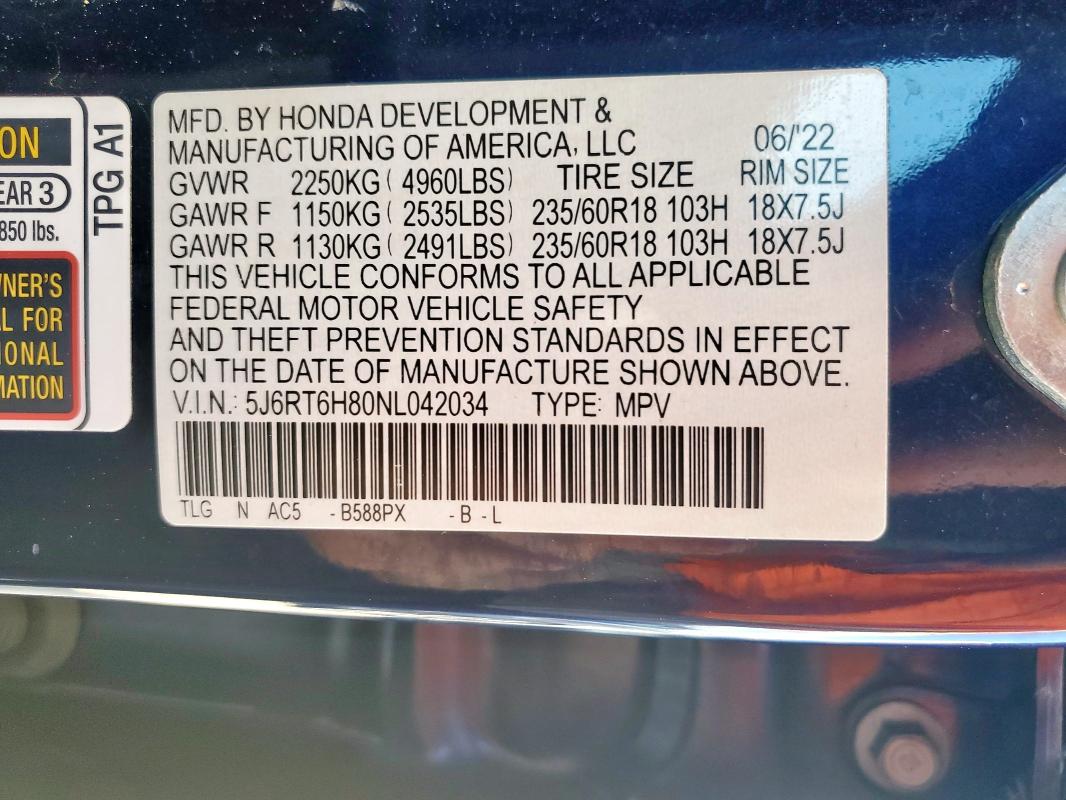 ON
EAR 3
850 lbs.
WNER'S
L FOR
IONAL
MATION
TPG A1
MFD. BY HONDA DEVELOPMENT &
MANUFACTURING OF AMERICA, LLC 06/'22
GVWR 2250KG ( 4960LBS) TIRE SIZE RIM SIZE
GAWR F 1150KG ( 2535LBS) 235/60R18 103H 18X7.5J
GAWR R 1130KG ( 2491LBS) 235/60R18 103H 18X7.5J
THIS VEHICLE CONFORMS TO ALL APPLICABLE
FEDERAL MOTOR VEHICLE SAFETY
AND THEFT PREVENTION STANDARDS IN EFFECT
ON THE DATE OF MANUFACTURE SHOWN ABOVE.
V.I.N.: 5J6RT6H80NL042034 TYPE: MPV
TLG N AC5 -B588PX -B -L